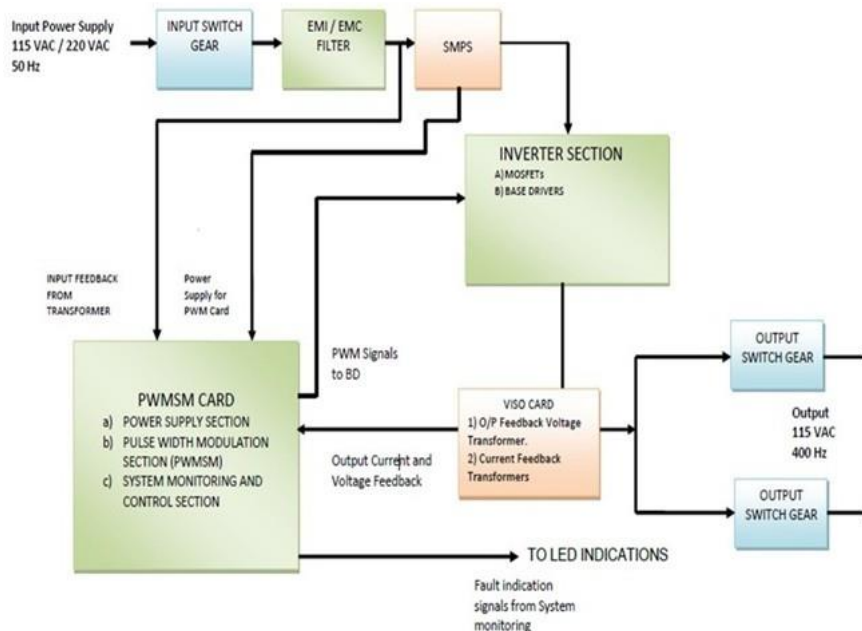 Input Power Supply
115 VAC / 220 VAC
50 Hz
INPUT SWITCH
GEAR
EMI / EMC
FILTER
SMPS
INVERTER SECTION
A) MOSFETs
B) BASE DRIVERS
INPUT FEEDBACK
FROM
TRANSFORMER
Power
Supply for
PWM Card
PWM Signals
to BD
PWMSM CARD
a) POWER SUPPLY SECTION
b) PULSE WIDTH MODULATION
SECTION (PWMSM)
c) SYSTEM MONITORING AND
CONTROL SECTION
Output Current and
Voltage Feedback
VISO CARD
1) O/P Feedback Voltage
Transformer.
2) Current Feedback
Transformers
OUTPUT
SWITCH GEAR
Output
115 VAC
400 Hz
OUTPUT
SWITCH GEAR
TO LED INDICATIONS
Fault indication
signals from System
monitoring